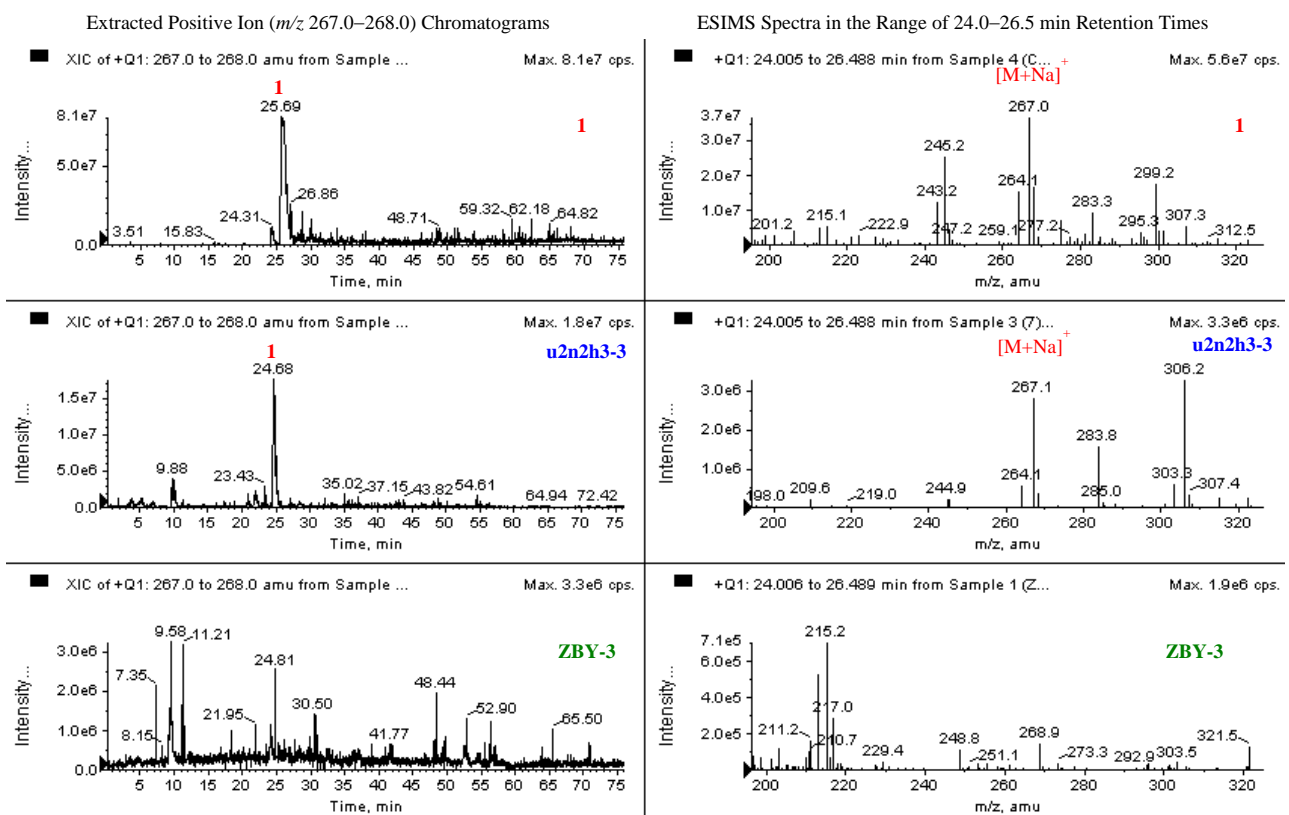 Extracted Positive Ion (m/z 267.0−268.0) Chromatograms
ESIMS Spectra in the Range of 24.0−26.5 min Retention Times
XIC of +Q1: 267.0 to 268.0 amu from Sample ...
Max. 8.1e7 cps.
1
25.69
1
8.1e7
5.0e7
0.0
Intensity...
3.51
15.83
24.31
26.86
48.71
59.32
62.18
64.82
5 10 15 20 25 30 35 40 45 50 55 60 65 70 75
Time, min
+Q1: 24.005 to 26.488 min from Sample 4 (C...
Max. 5.6e7 cps.
[M+Na]+
267.0
1
3.7e7
3.0e7
2.0e7
1.0e7
Intensity...
201.2
215.1
222.9
243.2
245.2
247.2
259.1
264.1
277.2
283.3
295.3
299.2
307.3
312.5
200 220 240 260 280 300 320
m/z, amu
XIC of +Q1: 267.0 to 268.0 amu from Sample ...
Max. 1.8e7 cps.
1
u2n2h3-3
24.68
1.5e7
1.0e7
5.0e6
0.0
Intensity...
9.88
23.43
35.02
37.15
43.82
54.61
64.94
72.42
5 10 15 20 25 30 35 40 45 50 55 60 65 70 75
Time, min
+Q1: 24.005 to 26.488 min from Sample 3 (7)...
Max. 3.3e6 cps.
[M+Na]+
u2n2h3-3
267.1
306.2
3.0e6
2.0e6
1.0e6
Intensity...
198.0
209.6
219.0
244.9
264.1
283.8
285.0
303.3
307.4
200 220 240 260 280 300 320
m/z, amu
XIC of +Q1: 267.0 to 268.0 amu from Sample ...
Max. 3.3e6 cps.
ZBY-3
3.0e6
2.0e6
1.0e6
0.0
Intensity...
7.35
8.15
9.58
11.21
21.95
24.81
30.50
41.77
48.44
52.90
65.50
5 10 15 20 25 30 35 40 45 50 55 60 65 70 75
Time, min
+Q1: 24.006 to 26.489 min from Sample 1 (Z...
Max. 1.9e6 cps.
ZBY-3
7.1e5
6.0e5
4.0e5
2.0e5
Intensity...
211.2
210.7
215.2
217.0
229.4
248.8
251.1
268.9
273.3
292.9
303.5
321.5
200 220 240 260 280 300 320
m/z, amu